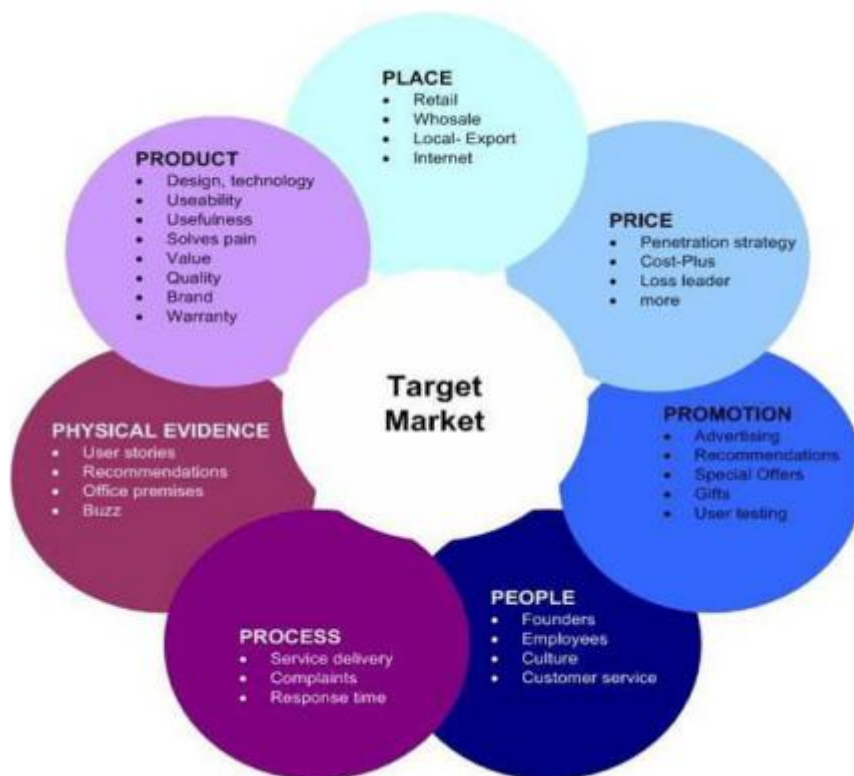 PLACE
• Retail
• Whosale
• Local- Export
• Internet
PRODUCT
• Design, technology
• Useability
• Usefulness
• Solves pain
• Value
• Quality
• Brand
• Warranty
PRICE
• Penetration strategy
• Cost-Plus
• Loss leader
• more
Target
Market
PHYSICAL EVIDENCE
• User stories
• Recommendations
• Office premises
• Buzz
PROMOTION
• Advertising
• Recommendations
• Special Offers
• Gifts
• User testing
PROCESS
• Service delivery
• Complaints
• Response time
PEOPLE
• Founders
• Employees
• Culture
• Customer service